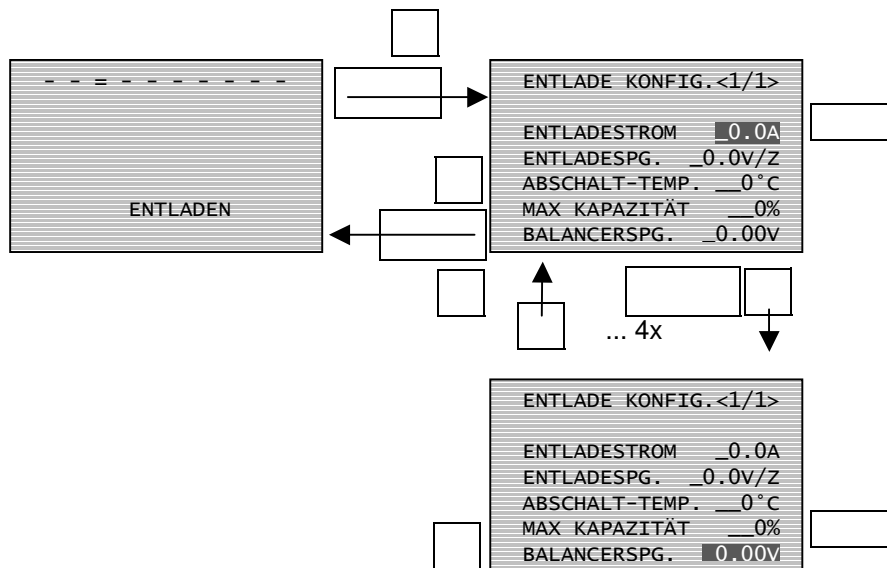 - - = - - - - - - -
ENTLADEN
ENTLADE KONFIG.<1/1>
ENTLADESTROM _0.0A
ENTLADESPG. _0.0V/Z
ABSCHALT-TEMP. __0°C
MAX KAPAZITÄT __0%
BALANCERSPG. _0.00V
... 4x
ENTLADE KONFIG.<1/1>
ENTLADESTROM _0.0A
ENTLADESPG. _0.0V/Z
ABSCHALT-TEMP. __0°C
MAX KAPAZITÄT __0%
BALANCERSPG. 0.00V